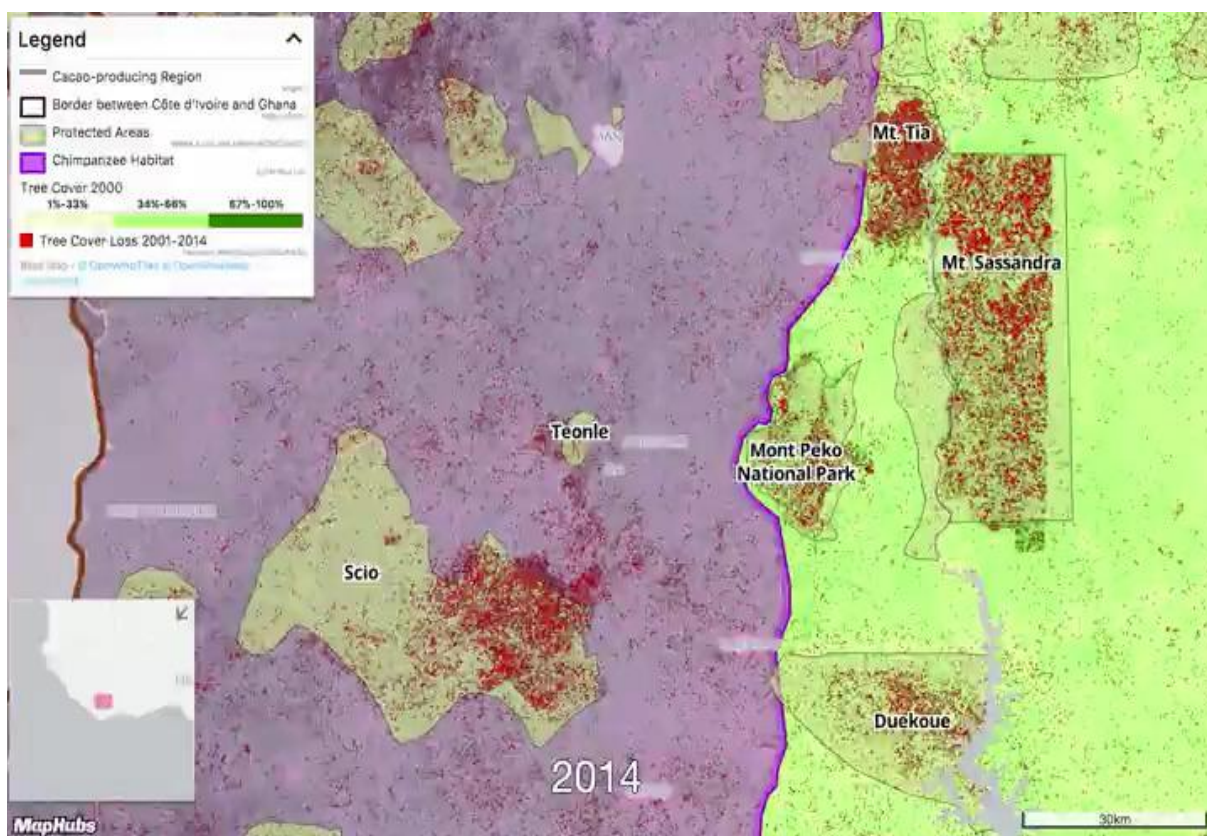 Legend
Cacao-producing Region
Border between Côte d'Ivoire and Ghana
Protected Areas
Chimpanzee Habitat
Tree Cover 2000
1%-33% 34%-66% 67%-100%
Tree Cover Loss 2001-2014
Mt. Tia
Mt. Sassandra
Teonle
Mont Peko
National Park
Scio
Duekoue
2014
30km
MapHubs